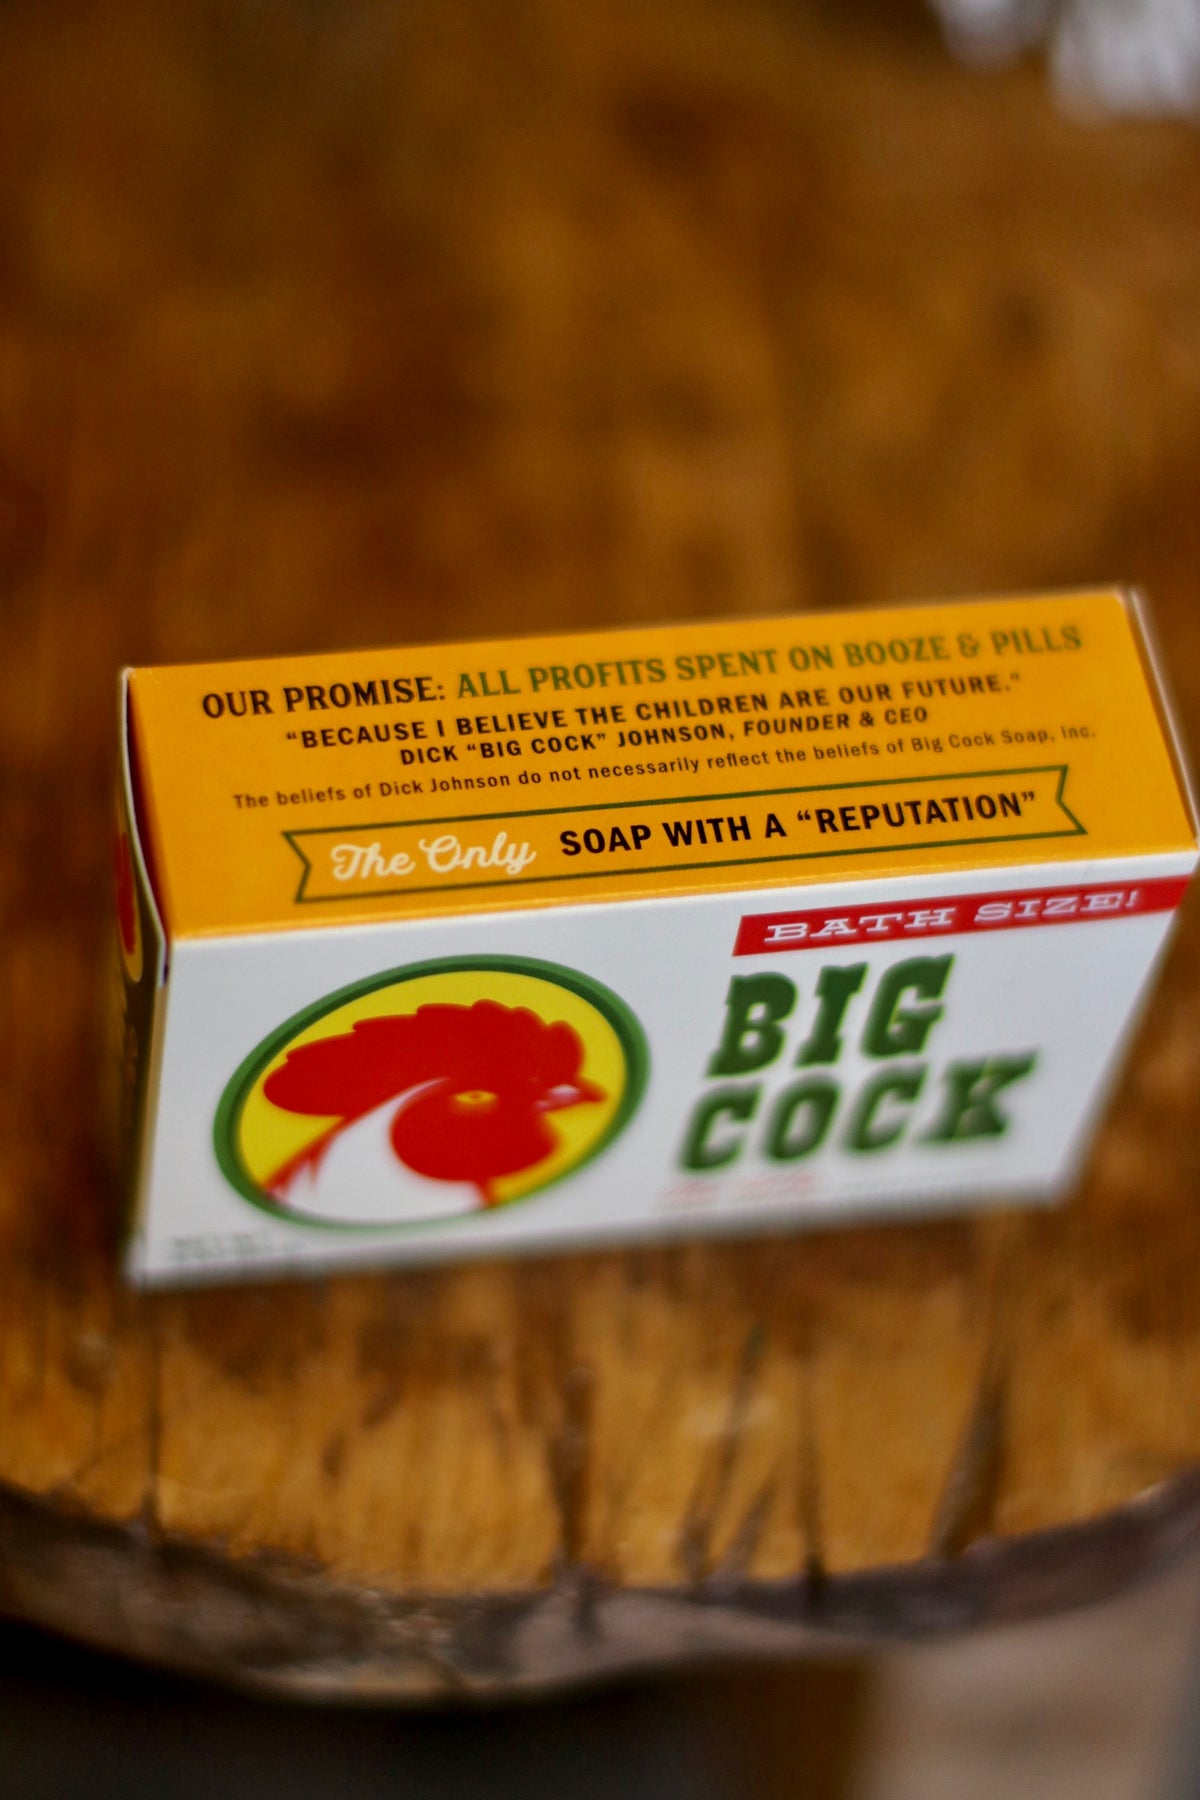 OUR PROMISE: ALL PROFITS SPENT ON BOOZE & PILLS
“BECAUSE I BELIEVE THE CHILDREN ARE OUR FUTURE.”
DICK “BIG COCK” JOHNSON, FOUNDER & CEO
The beliefs of Dick Johnson do not necessarily reflect the beliefs of Big Cock Soap, Inc.
The Only SOAP WITH A “REPUTATION”
BATH SIZE!
BIG
COCK